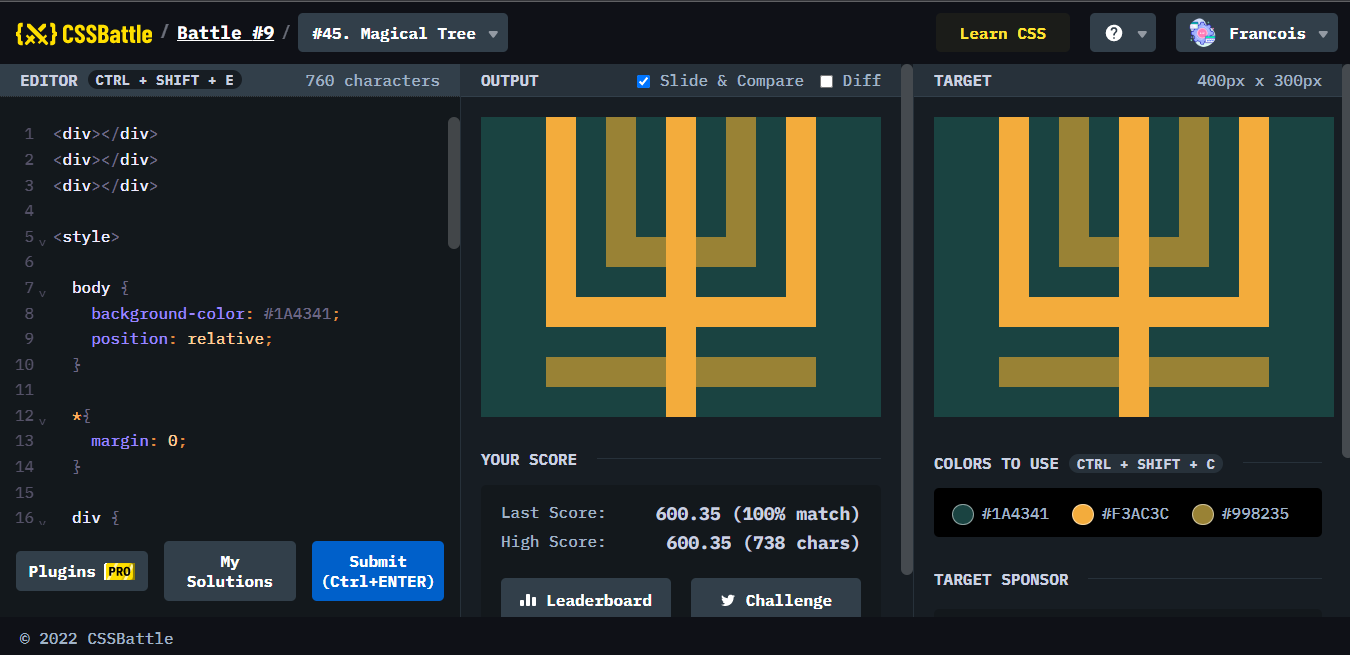 {X} CSSBattle / Battle #9 / #45. Magical Tree
Learn CSS
?
Francois
EDITOR CTRL + SHIFT + E 760 characters
1 <div></div>
2 <div></div>
3 <div></div>
4
5 <style>
6
7 body {
8 background-color: #1A4341;
9 position: relative;
10 }
11
12 *{
13 margin: 0;
14 }
15
16 div {
Plugins PRO
My Solutions
Submit (Ctrl+ENTER)
OUTPUT Slide & Compare Diff
YOUR SCORE
Last Score: 600.35 (100% match)
High Score: 600.35 (738 chars)
Leaderboard
Challenge
TARGET 400px x 300px
COLORS TO USE CTRL + SHIFT + C
#1A4341 #F3AC3C #998235
TARGET SPONSOR
© 2022 CSSBattle